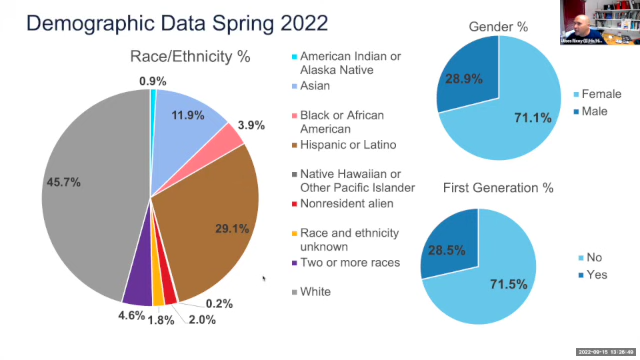 Demographic Data Spring 2022
Race/Ethnicity %
0.9%
11.9%
3.9%
45.7%
29.1%
0.2%
2.0%
1.8%
4.6%
American Indian or
Alaska Native
Asian
Black or African
American
Hispanic or Latino
Native Hawaiian or
Other Pacific Islander
Nonresident alien
Race and ethnicity
unknown
Two or more races
White
Gender %
28.9%
71.1%
Female
Male
First Generation %
28.5%
71.5%
No
Yes
2022-09-15 13:36:49